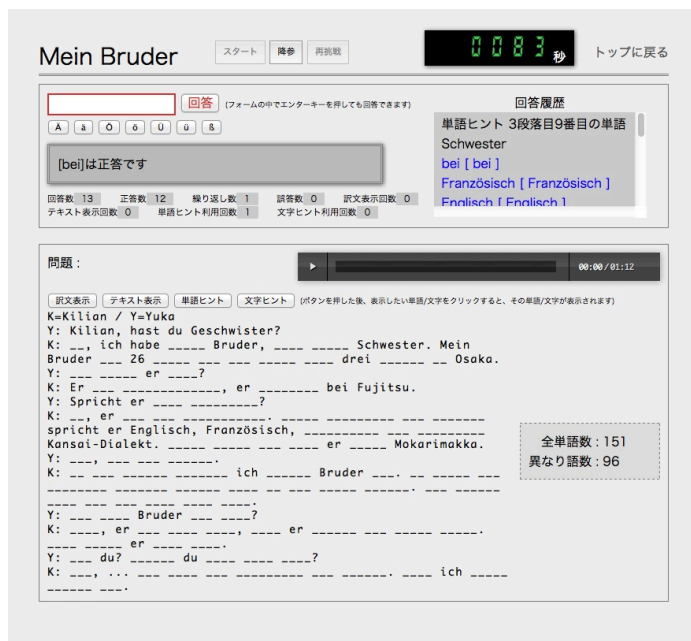 Mein Bruder
スタート 降参 再挑戦
0083 秒
トップに戻る
回答 (フォームの中でエンターキーを押しても回答できます)
Ä ä Ö ö Ü ü ß
[bei]は正答です
回答数 13 正答数 12 繰り返し数 1 誤答数 0 訳文表示回数 0
テキスト表示回数 0 単語ヒント利用回数 1 文字ヒント利用回数 0
回答履歴
単語ヒント 3段落目9番目の単語
Schwester
bei [ bei ]
Französisch [ Französisch ]
Englisch [ Englisch ]
問題 :
00:00/01:12
訳文表示 テキスト表示 単語ヒント 文字ヒント (ボタンを押した後、表示したい単語/文字をクリックすると、その単語/文字が表示されます)
K=Kilian / Y=Yuka
Y: Kilian, hast du Geschwister?
K: __, ich habe _____ Bruder, ____ _____ Schwester. Mein
Bruder ___ 26 _____ ___ ___ _____ ____ drei ______ __ Osaka.
Y: ___ _____ er ____?
K: Er ___ _____________, er ________ bei Fujitsu.
Y: Spricht er ____ _________?
K: __, er ___ ___ __________. _____ ________ ___ ________
spricht er Englisch, Französisch, __________ ___ __________
Kansai-Dialekt. _____ _____ ___ ____ er _____ Mokarimakka.
Y: ___, ___ ___ ______.
K: __ ___ ______ _______ ich ______ Bruder ___. __ _____ ___
________ _______ ______ ____ __ ___ _____ ______. ___ ______
____ ___ ___ ____ ____ ____.
Y: ___ ____ Bruder ___ ____?
K: ____, er ___ ____ ____, ____ er ______ ___ _____ _____.
____ _____ er ____ ____.
Y: ___ du? ______ du ____ ____ ____?
K: ___, ... ___ ____ ___ _________ ___ ______. ____ ich _____
______ ___.
全単語数 : 151
異なり語数 : 96